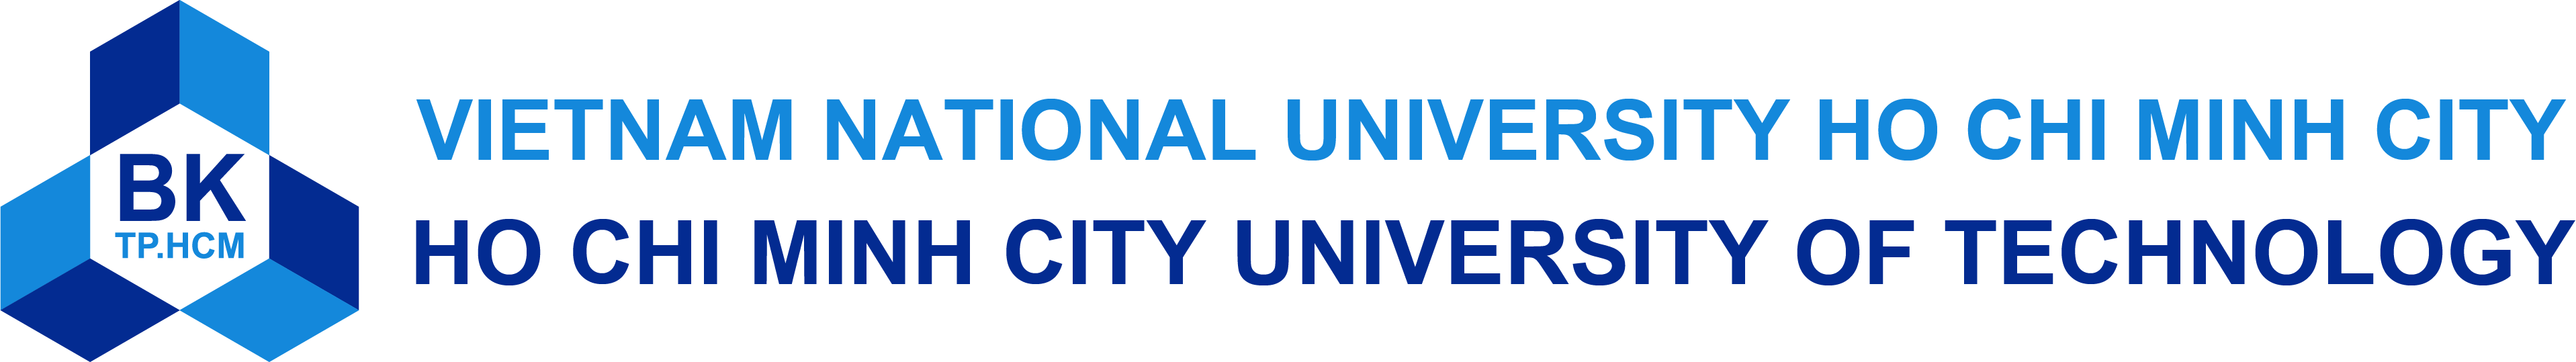 BK
TP.HCM
VIETNAM NATIONAL UNIVERSITY HO CHI MINH CITY
HO CHI MINH CITY UNIVERSITY OF TECHNOLOGY